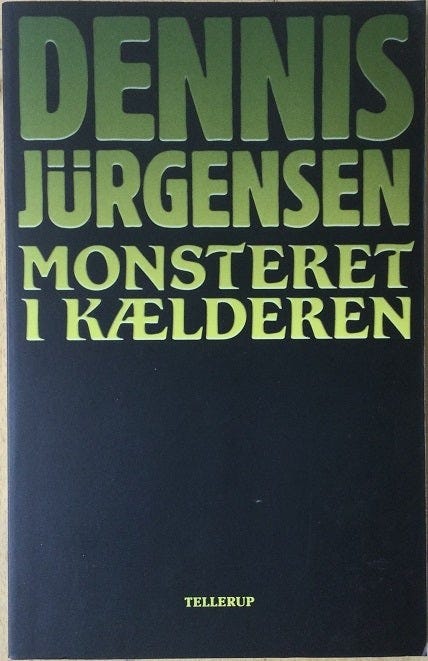 DENNIS
JÜRGENSEN
MONSTERET
I KÆLDEREN
TELLERUP